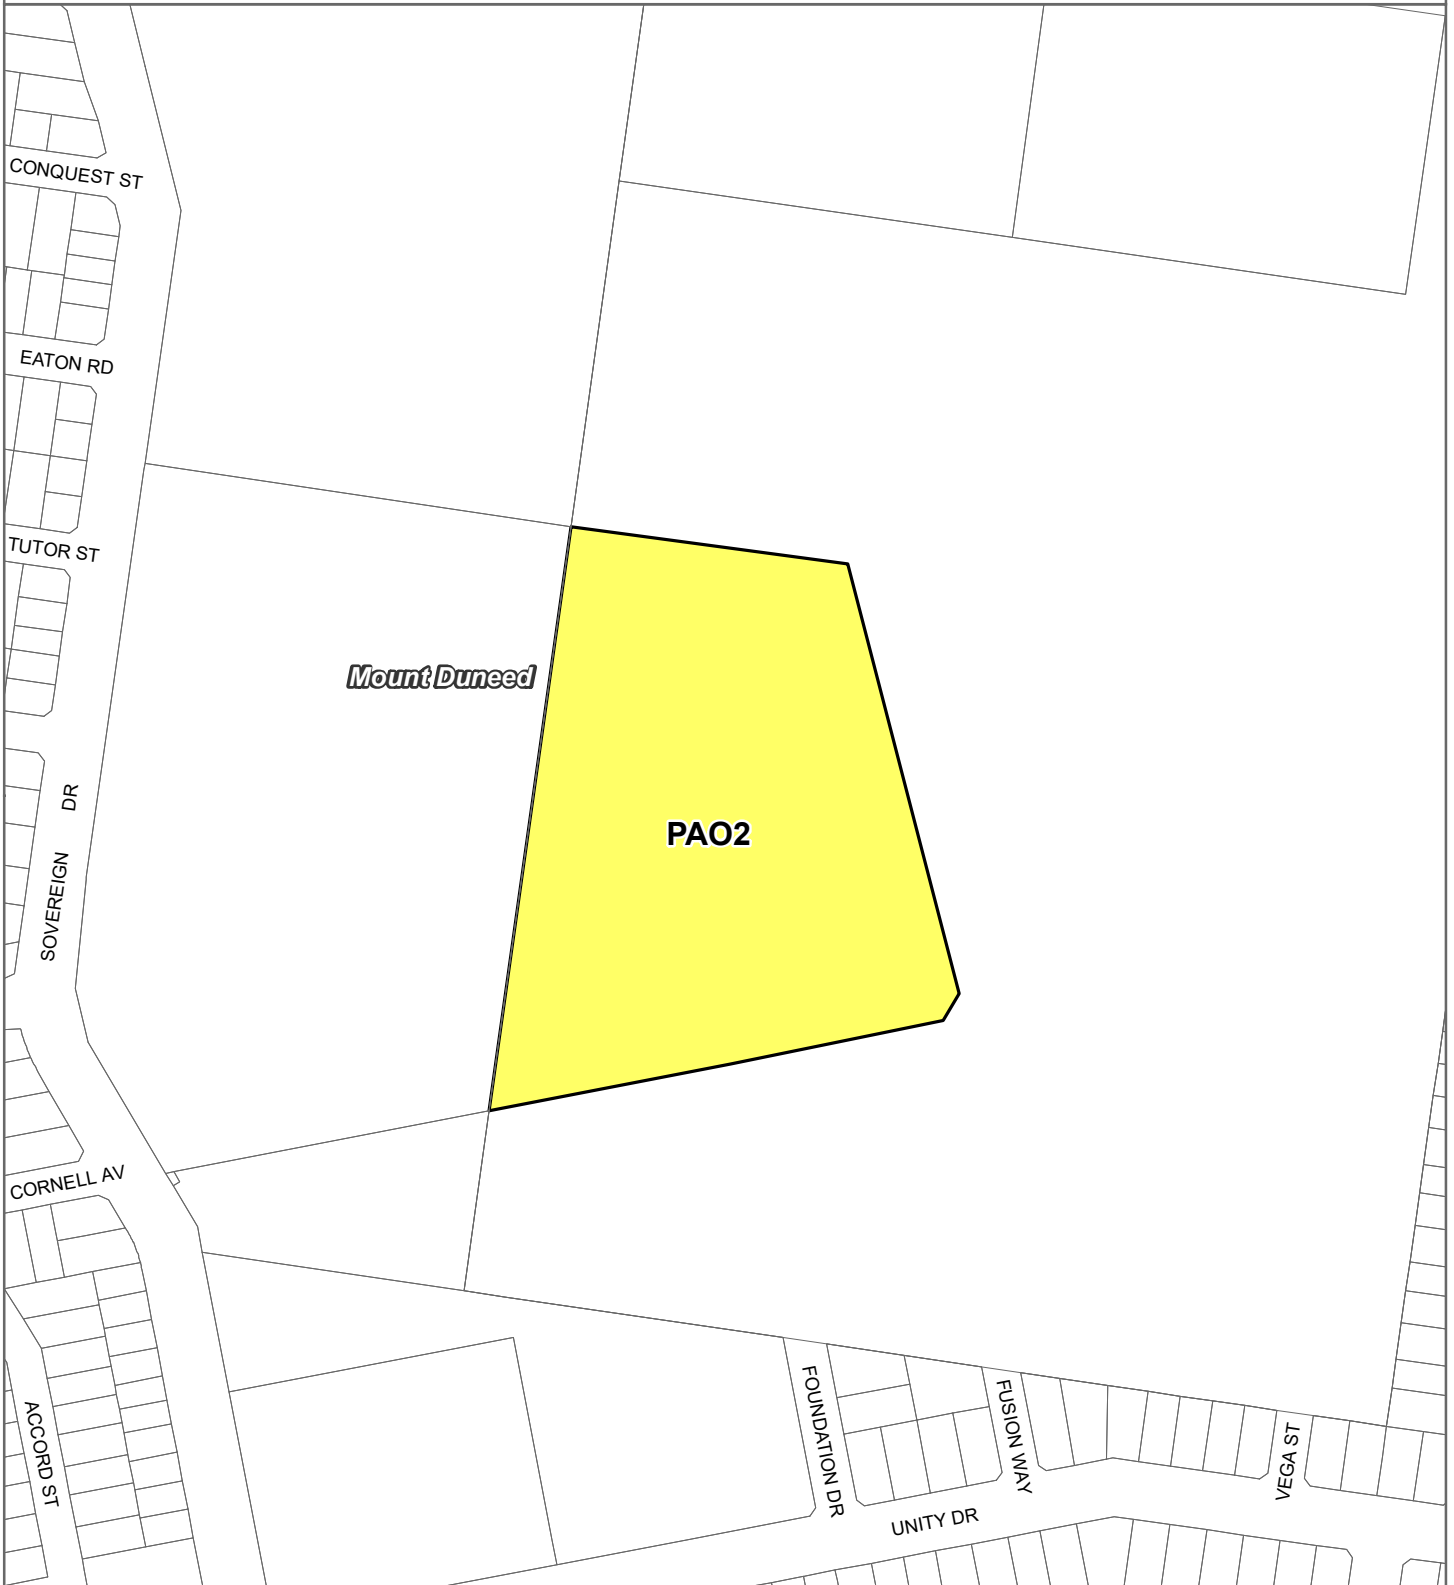 CONQUEST ST
EATON RD
TUTOR ST
Mount Duneed
SOVEREIGN DR
PAO2
CORNELL AV
ACCORD ST
FOUNDATION DR
FUSION WAY
VEGA ST
UNITY DR